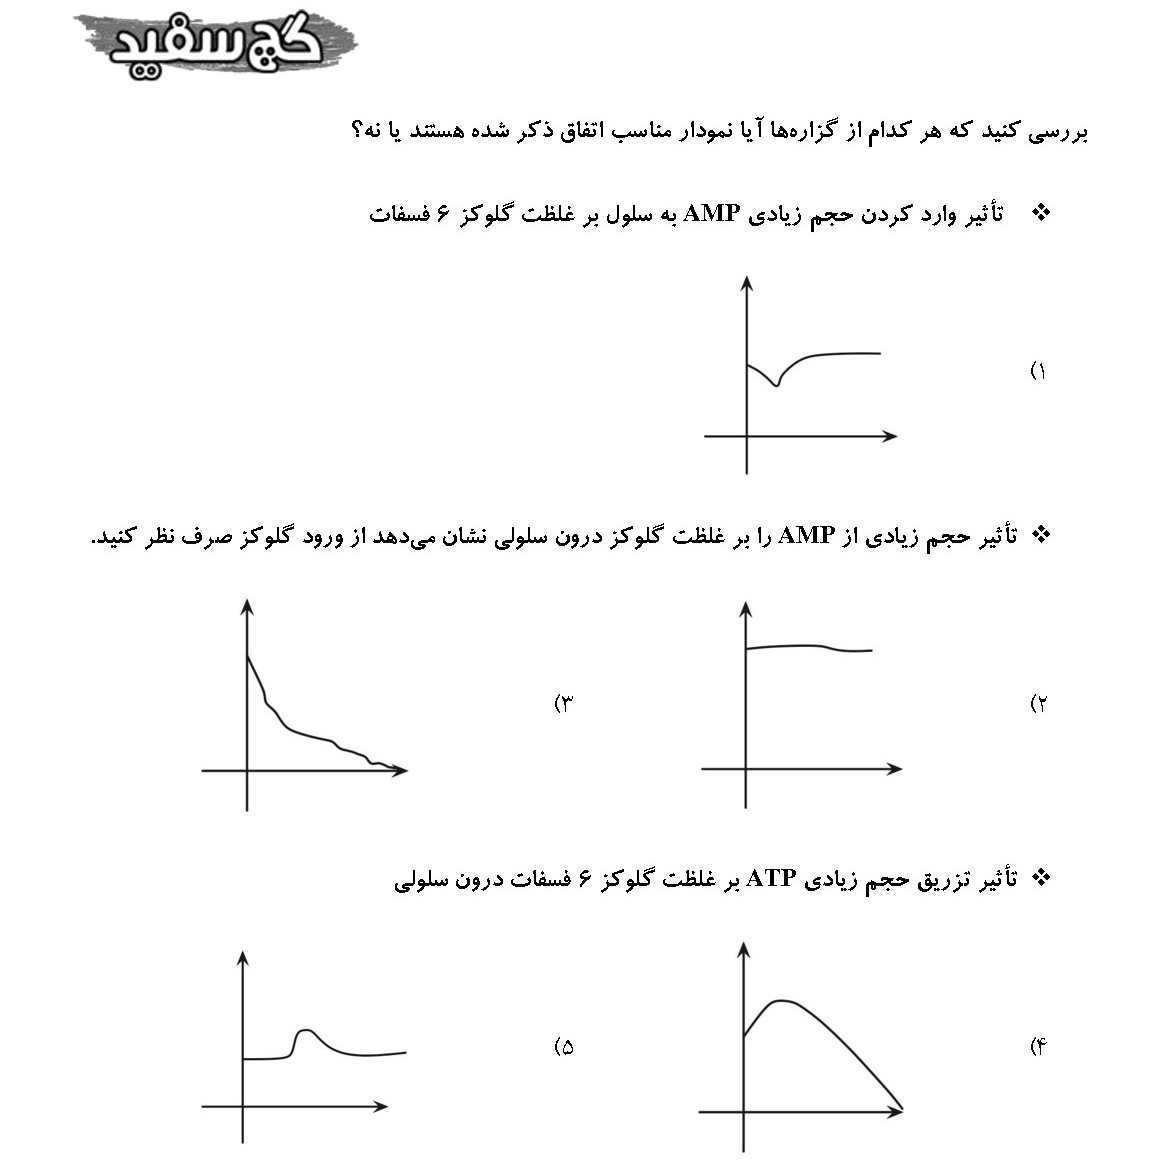 گچ سفید
بررسی کنید که هر کدام از گزاره‌ها آیا نمودار مناسب اتفاق ذکر شده هستند یا نه؟
❖ تأثیر وارد کردن حجم زیادی AMP به سلول بر غلظت گلوکز ۶ فسفات
۱)
❖ تأثیر حجم زیادی از AMP را بر غلظت گلوکز درون سلولی نشان می‌دهد از ورود گلوکز صرف نظر کنید.
۲) ۳)
❖ تأثیر تزریق حجم زیادی ATP بر غلظت گلوکز ۶ فسفات درون سلولی
۴) ۵)